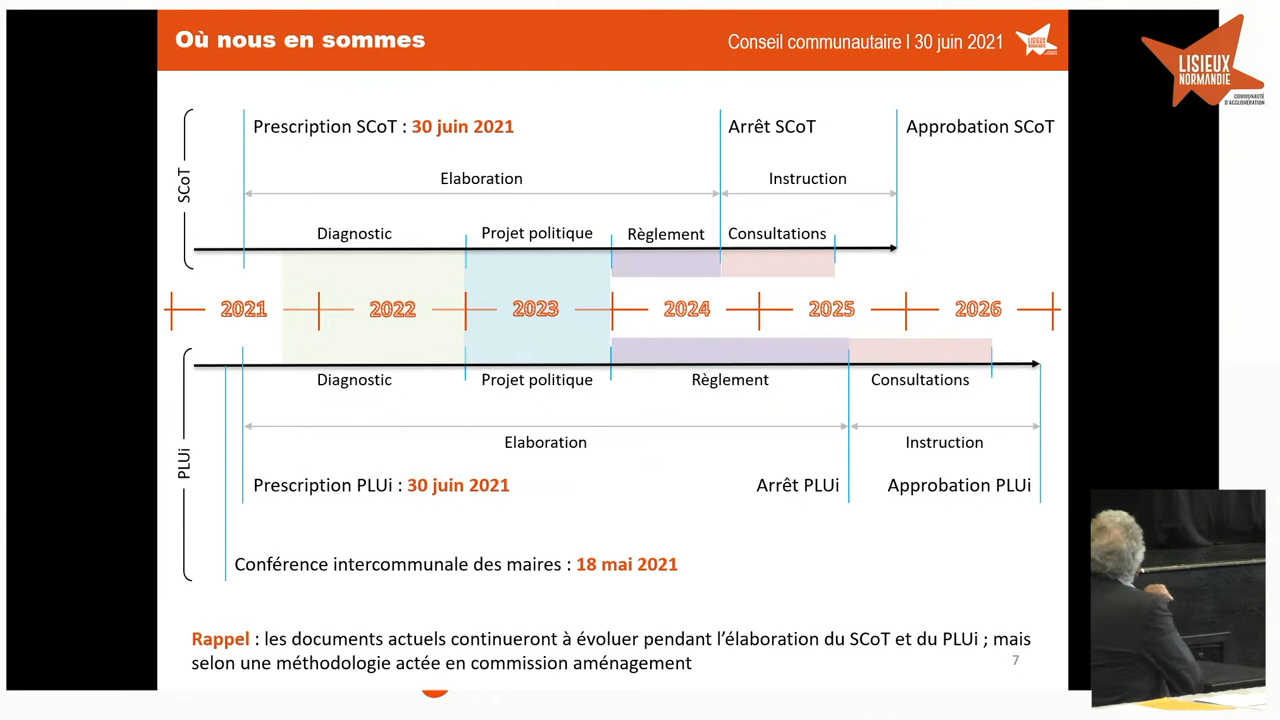 Où nous en sommes
Conseil communautaire l 30 juin 2021
LISIEUX
NORMANDIE
LISIEUX
NORMANDIE
COMMUNAUTÉ
D'AGGLOMÉRATION
SCoT
Prescription SCoT : 30 juin 2021
Arrêt SCoT
Approbation SCoT
Elaboration
Instruction
Diagnostic
Projet politique
Règlement
Consultations
2021
2022
2023
2024
2025
2026
PLUi
Diagnostic
Projet politique
Règlement
Consultations
Elaboration
Instruction
Prescription PLUi : 30 juin 2021
Arrêt PLUi
Approbation PLUi
Conférence intercommunale des maires : 18 mai 2021
Rappel : les documents actuels continueront à évoluer pendant l'élaboration du SCoT et du PLUi ; mais
selon une méthodologie actée en commission aménagement
7